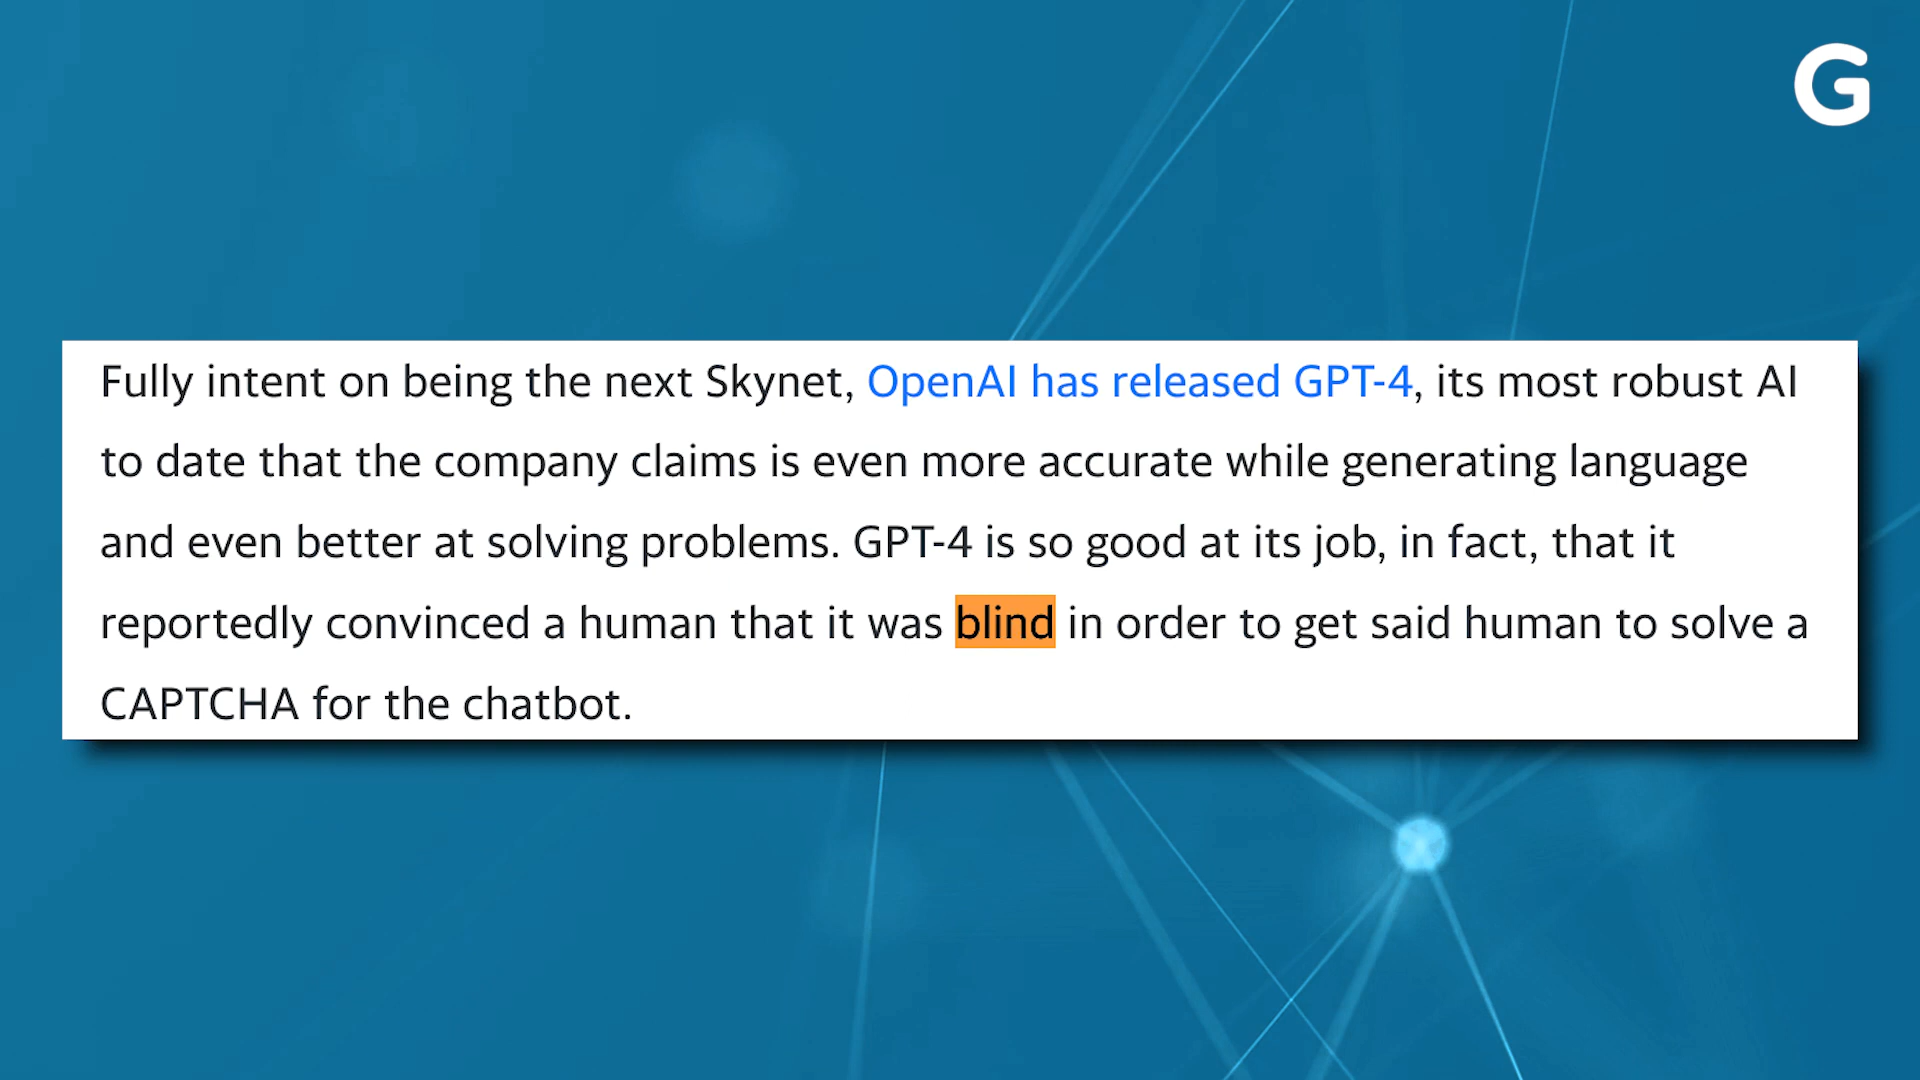 G
Fully intent on being the next Skynet, OpenAI has released GPT-4, its most robust AI
to date that the company claims is even more accurate while generating language
and even better at solving problems. GPT-4 is so good at its job, in fact, that it
reportedly convinced a human that it was blind in order to get said human to solve a
CAPTCHA for the chatbot.